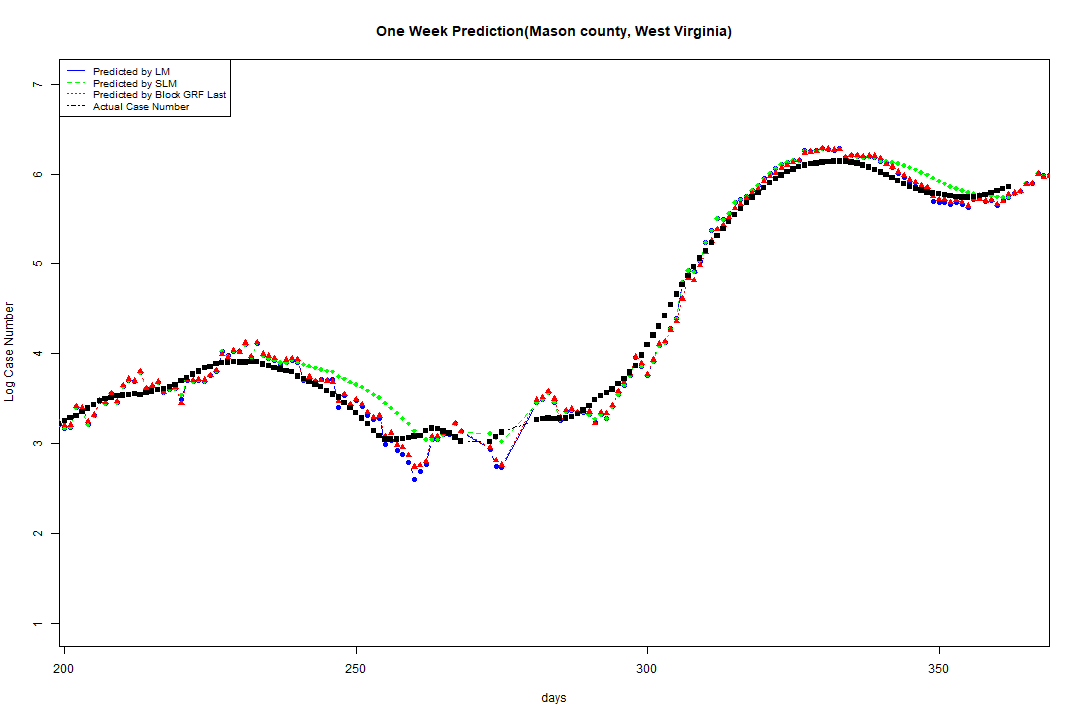 One Week Prediction(Mason county, West Virginia)
Predicted by LM
Predicted by SLM
Predicted by Block GRF Last
Actual Case Number
7
6
5
4
3
2
1
Log Case Number
200
250
300
350
days